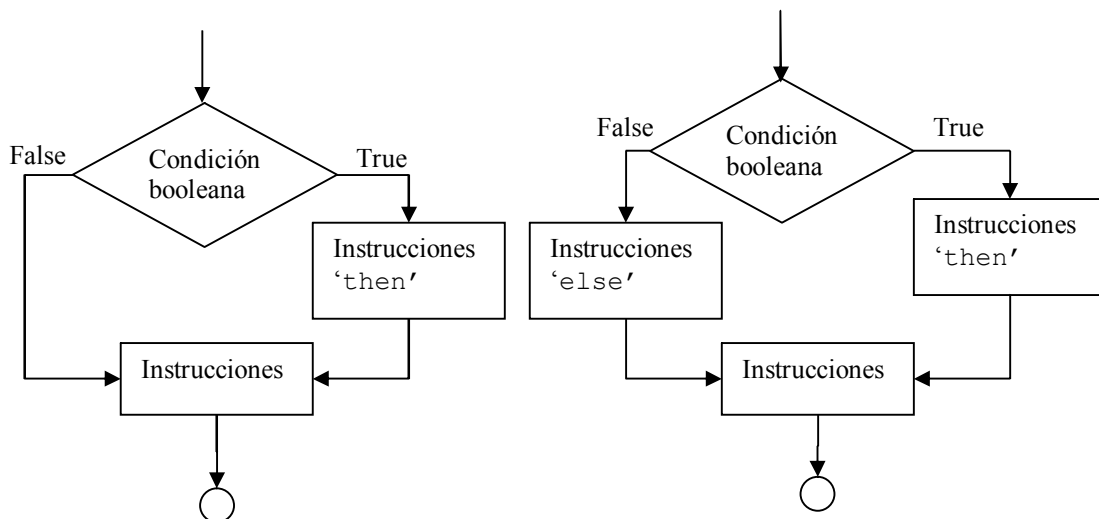 False
Condición
booleana
True
Instrucciones
‘then’
Instrucciones
False
Condición
booleana
True
Instrucciones
‘else’
Instrucciones
‘then’
Instrucciones